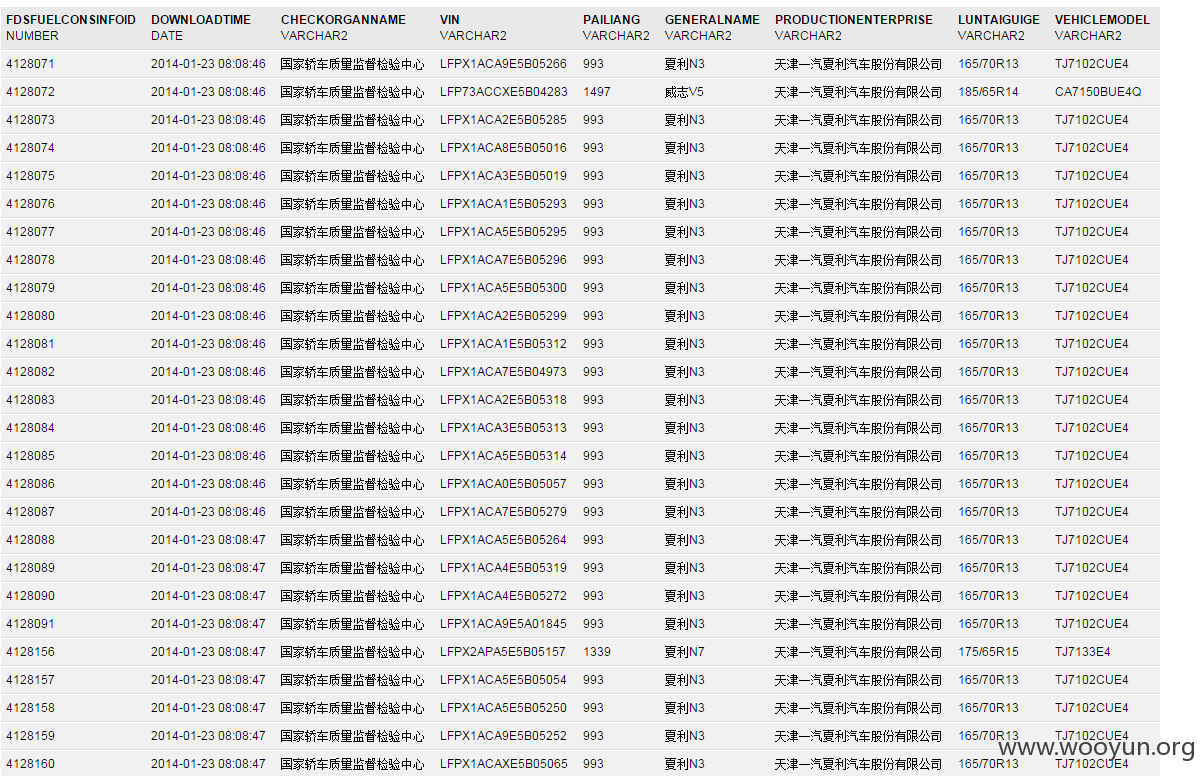 FDSFUELCONSINFOID DOWNLOADTIME CHECKORGANNAME VIN PAILIANG GENERALNAME PRODUCTIONENTERPRISE LUNTAIGUIGE VEHICLEMODEL
NUMBER DATE VARCHAR2 VARCHAR2 VARCHAR2 VARCHAR2 VARCHAR2 VARCHAR2 VARCHAR2
4128071 2014-01-23 08:08:46 国家轿车质量监督检验中心 LFPX1ACA9E5B05266 993 夏利N3 天津一汽夏利汽车股份有限公司 165/70R13 TJ7102CUE4
4128072 2014-01-23 08:08:46 国家轿车质量监督检验中心 LFP73ACCXE5B04283 1497 威志V5 天津一汽夏利汽车股份有限公司 185/65R14 CA7150BUE4Q
4128073 2014-01-23 08:08:46 国家轿车质量监督检验中心 LFPX1ACA2E5B05285 993 夏利N3 天津一汽夏利汽车股份有限公司 165/70R13 TJ7102CUE4
4128074 2014-01-23 08:08:46 国家轿车质量监督检验中心 LFPX1ACA8E5B05016 993 夏利N3 天津一汽夏利汽车股份有限公司 165/70R13 TJ7102CUE4
4128075 2014-01-23 08:08:46 国家轿车质量监督检验中心 LFPX1ACA3E5B05019 993 夏利N3 天津一汽夏利汽车股份有限公司 165/70R13 TJ7102CUE4
4128076 2014-01-23 08:08:46 国家轿车质量监督检验中心 LFPX1ACA1E5B05293 993 夏利N3 天津一汽夏利汽车股份有限公司 165/70R13 TJ7102CUE4
4128077 2014-01-23 08:08:46 国家轿车质量监督检验中心 LFPX1ACA5E5B05295 993 夏利N3 天津一汽夏利汽车股份有限公司 165/70R13 TJ7102CUE4
4128078 2014-01-23 08:08:46 国家轿车质量监督检验中心 LFPX1ACA7E5B05296 993 夏利N3 天津一汽夏利汽车股份有限公司 165/70R13 TJ7102CUE4
4128079 2014-01-23 08:08:46 国家轿车质量监督检验中心 LFPX1ACA5E5B05300 993 夏利N3 天津一汽夏利汽车股份有限公司 165/70R13 TJ7102CUE4
4128080 2014-01-23 08:08:46 国家轿车质量监督检验中心 LFPX1ACA2E5B05299 993 夏利N3 天津一汽夏利汽车股份有限公司 165/70R13 TJ7102CUE4
4128081 2014-01-23 08:08:46 国家轿车质量监督检验中心 LFPX1ACA1E5B05312 993 夏利N3 天津一汽夏利汽车股份有限公司 165/70R13 TJ7102CUE4
4128082 2014-01-23 08:08:46 国家轿车质量监督检验中心 LFPX1ACA7E5B04973 993 夏利N3 天津一汽夏利汽车股份有限公司 165/70R13 TJ7102CUE4
4128083 2014-01-23 08:08:46 国家轿车质量监督检验中心 LFPX1ACA2E5B05318 993 夏利N3 天津一汽夏利汽车股份有限公司 165/70R13 TJ7102CUE4
4128084 2014-01-23 08:08:46 国家轿车质量监督检验中心 LFPX1ACA3E5B05313 993 夏利N3 天津一汽夏利汽车股份有限公司 165/70R13 TJ7102CUE4
4128085 2014-01-23 08:08:46 国家轿车质量监督检验中心 LFPX1ACA5E5B05314 993 夏利N3 天津一汽夏利汽车股份有限公司 165/70R13 TJ7102CUE4
4128086 2014-01-23 08:08:46 国家轿车质量监督检验中心 LFPX1ACA0E5B05057 993 夏利N3 天津一汽夏利汽车股份有限公司 165/70R13 TJ7102CUE4
4128087 2014-01-23 08:08:46 国家轿车质量监督检验中心 LFPX1ACA7E5B05279 993 夏利N3 天津一汽夏利汽车股份有限公司 165/70R13 TJ7102CUE4
4128088 2014-01-23 08:08:47 国家轿车质量监督检验中心 LFPX1ACA5E5B05264 993 夏利N3 天津一汽夏利汽车股份有限公司 165/70R13 TJ7102CUE4
4128089 2014-01-23 08:08:47 国家轿车质量监督检验中心 LFPX1ACA4E5B05319 993 夏利N3 天津一汽夏利汽车股份有限公司 165/70R13 TJ7102CUE4
4128090 2014-01-23 08:08:47 国家轿车质量监督检验中心 LFPX1ACA4E5B05272 993 夏利N3 天津一汽夏利汽车股份有限公司 165/70R13 TJ7102CUE4
4128091 2014-01-23 08:08:47 国家轿车质量监督检验中心 LFPX1ACA9E5A01845 993 夏利N3 天津一汽夏利汽车股份有限公司 165/70R13 TJ7102CUE4
4128156 2014-01-23 08:08:47 国家轿车质量监督检验中心 LFPX2APA5E5B05157 1339 夏利N7 天津一汽夏利汽车股份有限公司 175/65R15 TJ7133E4
4128157 2014-01-23 08:08:47 国家轿车质量监督检验中心 LFPX1ACA5E5B05054 993 夏利N3 天津一汽夏利汽车股份有限公司 165/70R13 TJ7102CUE4
4128158 2014-01-23 08:08:47 国家轿车质量监督检验中心 LFPX1ACA5E5B05250 993 夏利N3 天津一汽夏利汽车股份有限公司 165/70R13 TJ7102CUE4
4128159 2014-01-23 08:08:47 国家轿车质量监督检验中心 LFPX1ACA9E5B05252 993 夏利N3 天津一汽夏利汽车股份有限公司 165/70R13 TJ7102CUE4
www.wooyun.org
4128160 2014-01-23 08:08:47 国家轿车质量监督检验中心 LFPX1ACAXE5B05065 993 夏利N3 天津一汽夏利汽车股份有限公司 165/70R13 TJ7102CUE4